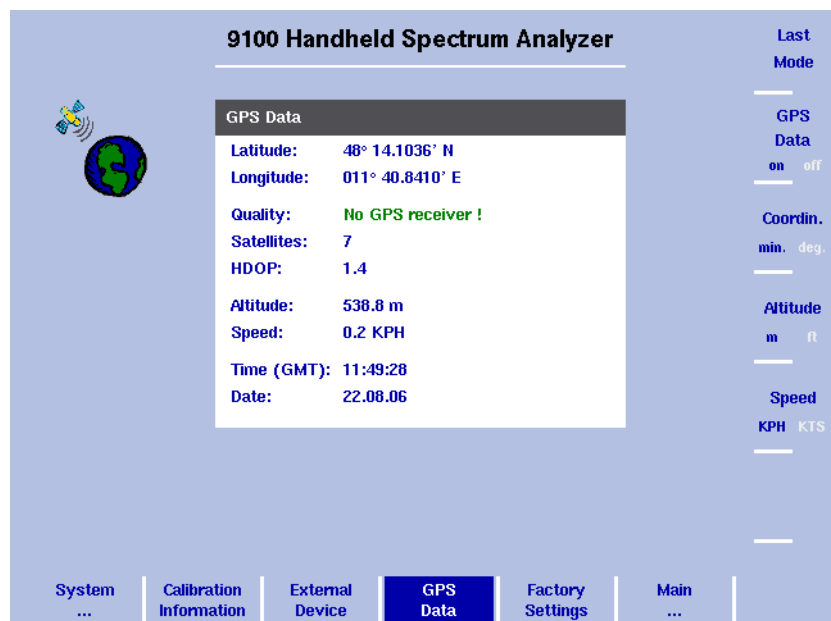 9100 Handheld Spectrum Analyzer
GPS Data
Latitude: 48° 14.1036' N
Longitude: 011° 40.8410' E
Quality: No GPS receiver !
Satellites: 7
HDOP: 1.4
Altitude: 538.8 m
Speed: 0.2 KPH
Time (GMT): 11:49:28
Date: 22.08.06
Last
Mode
GPS
Data
on off
Coordin.
min. deg.
Altitude
m ft
Speed
KPH KTS
System
...
Calibration
Information
External
Device
GPS
Data
Factory
Settings
Main
...